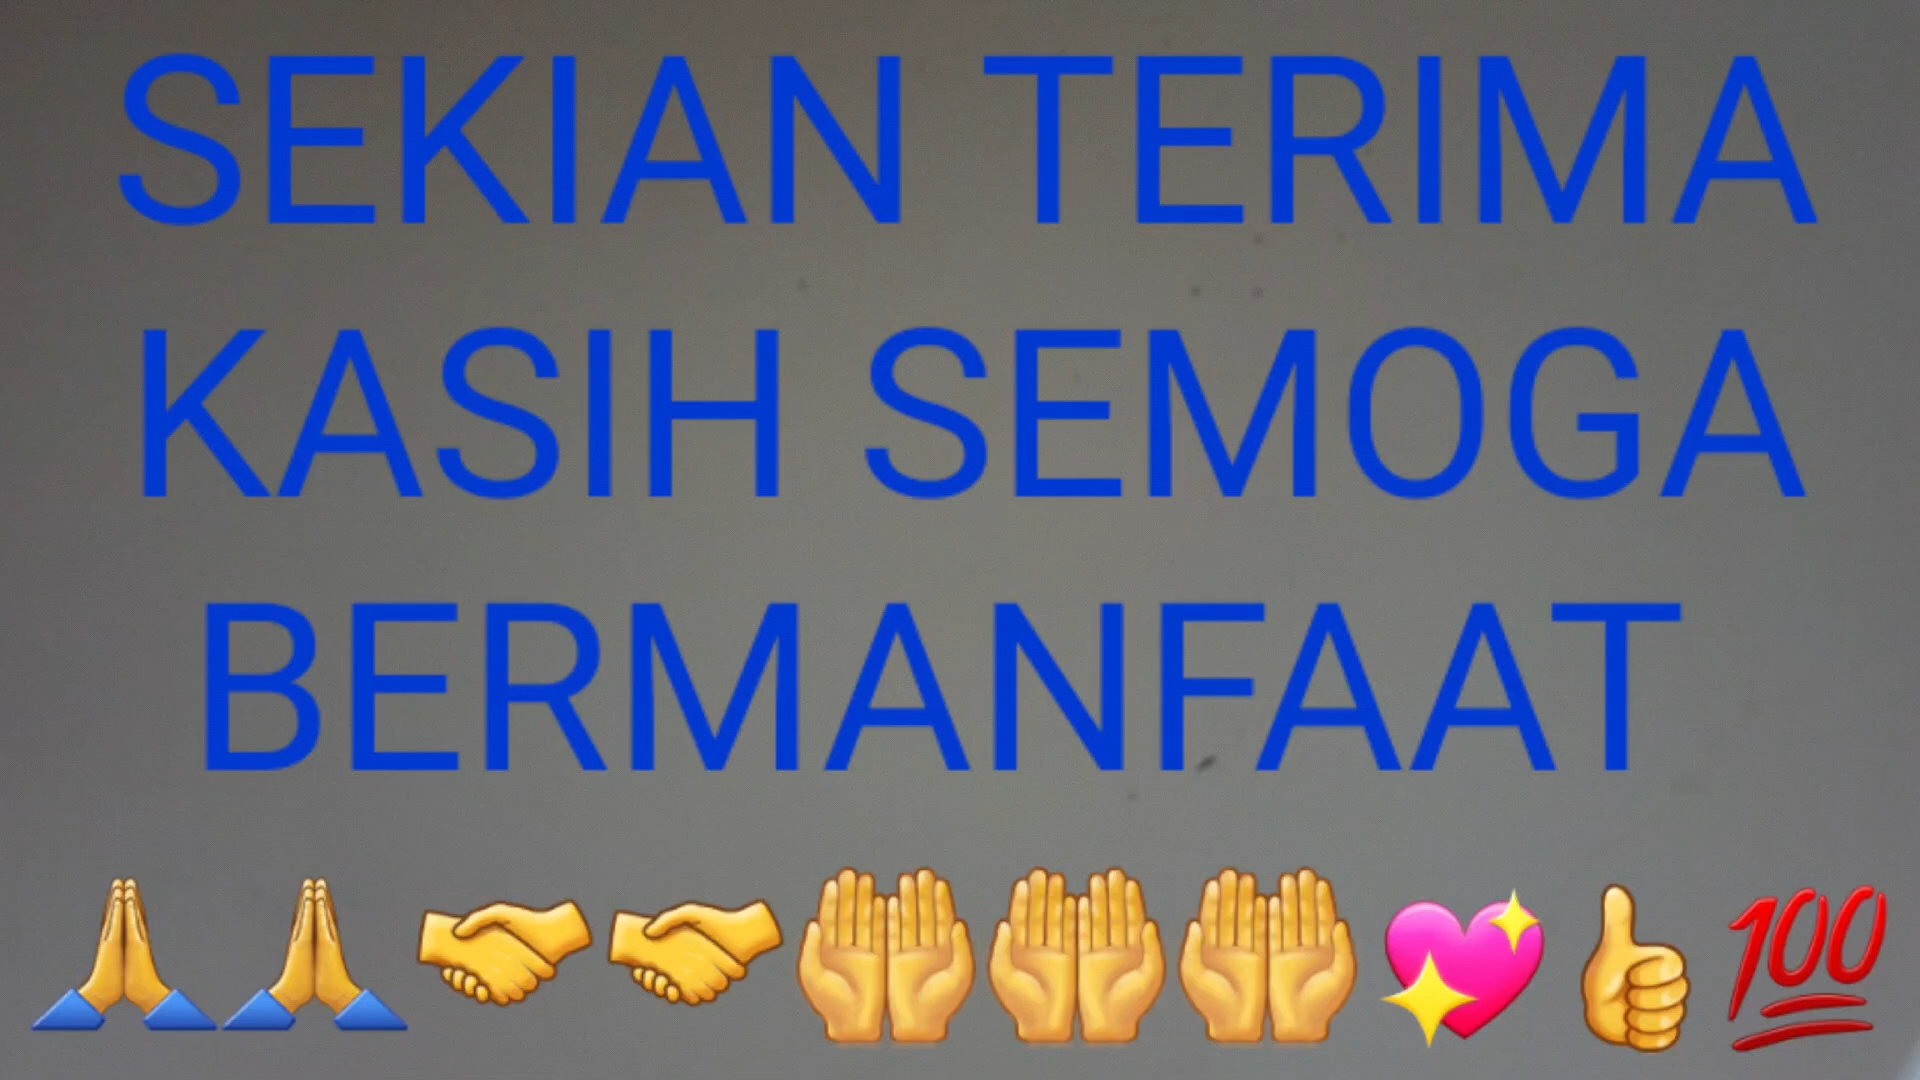 SEKIAN TERIMA
KASIH SEMOGA
BERMANFAAT
🙏🙏🤝🤝🤲🤲🤲💖👍💯